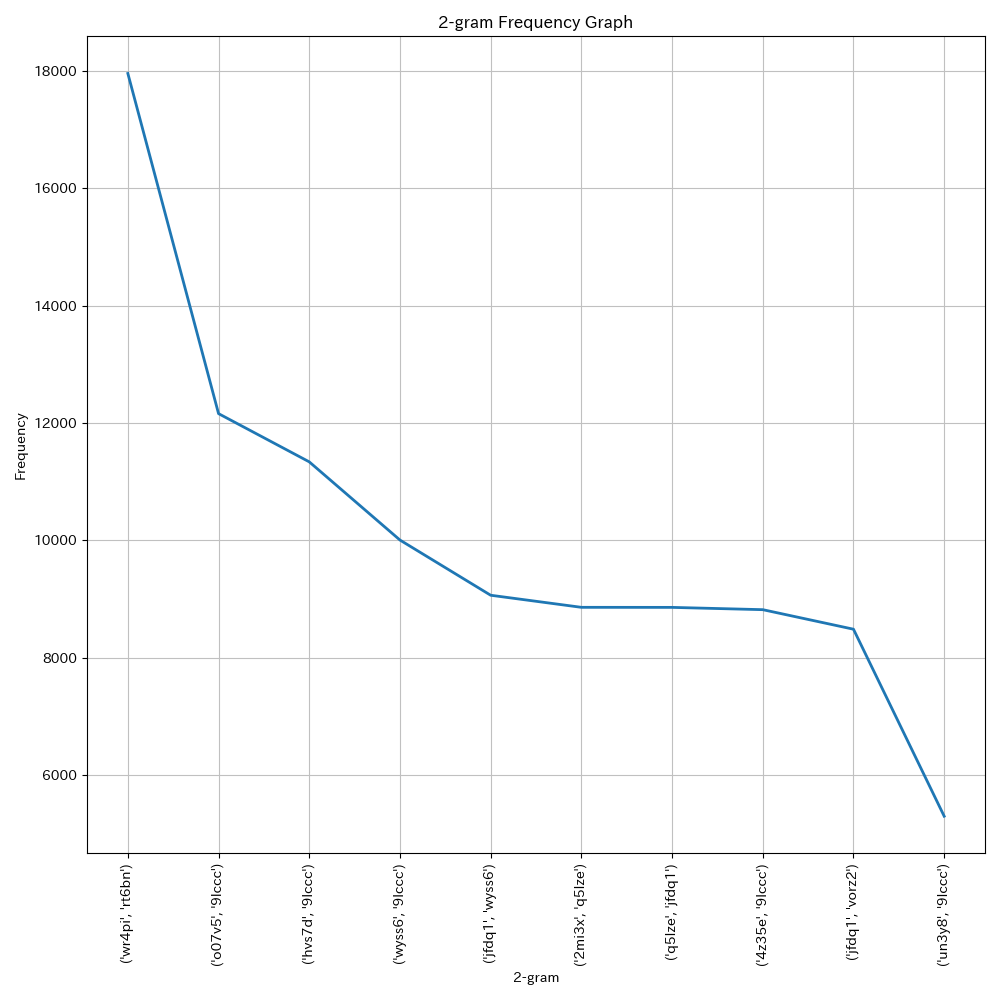 2-gram Frequency Graph
18000
16000
14000
12000
10000
8000
6000
Frequency
('wr4pi', 'rt6bn')
('o07v5', '9lccc')
('hvs7d', '9lccc')
('wyss6', '9lccc')
('jfdq1', 'wyss6')
('2mi3x', 'q5lze')
('q5lze', 'jfdq1')
('4z35e', '9lccc')
('jfdq1', 'vorz2')
('un3y8', '9lccc')
2-gram